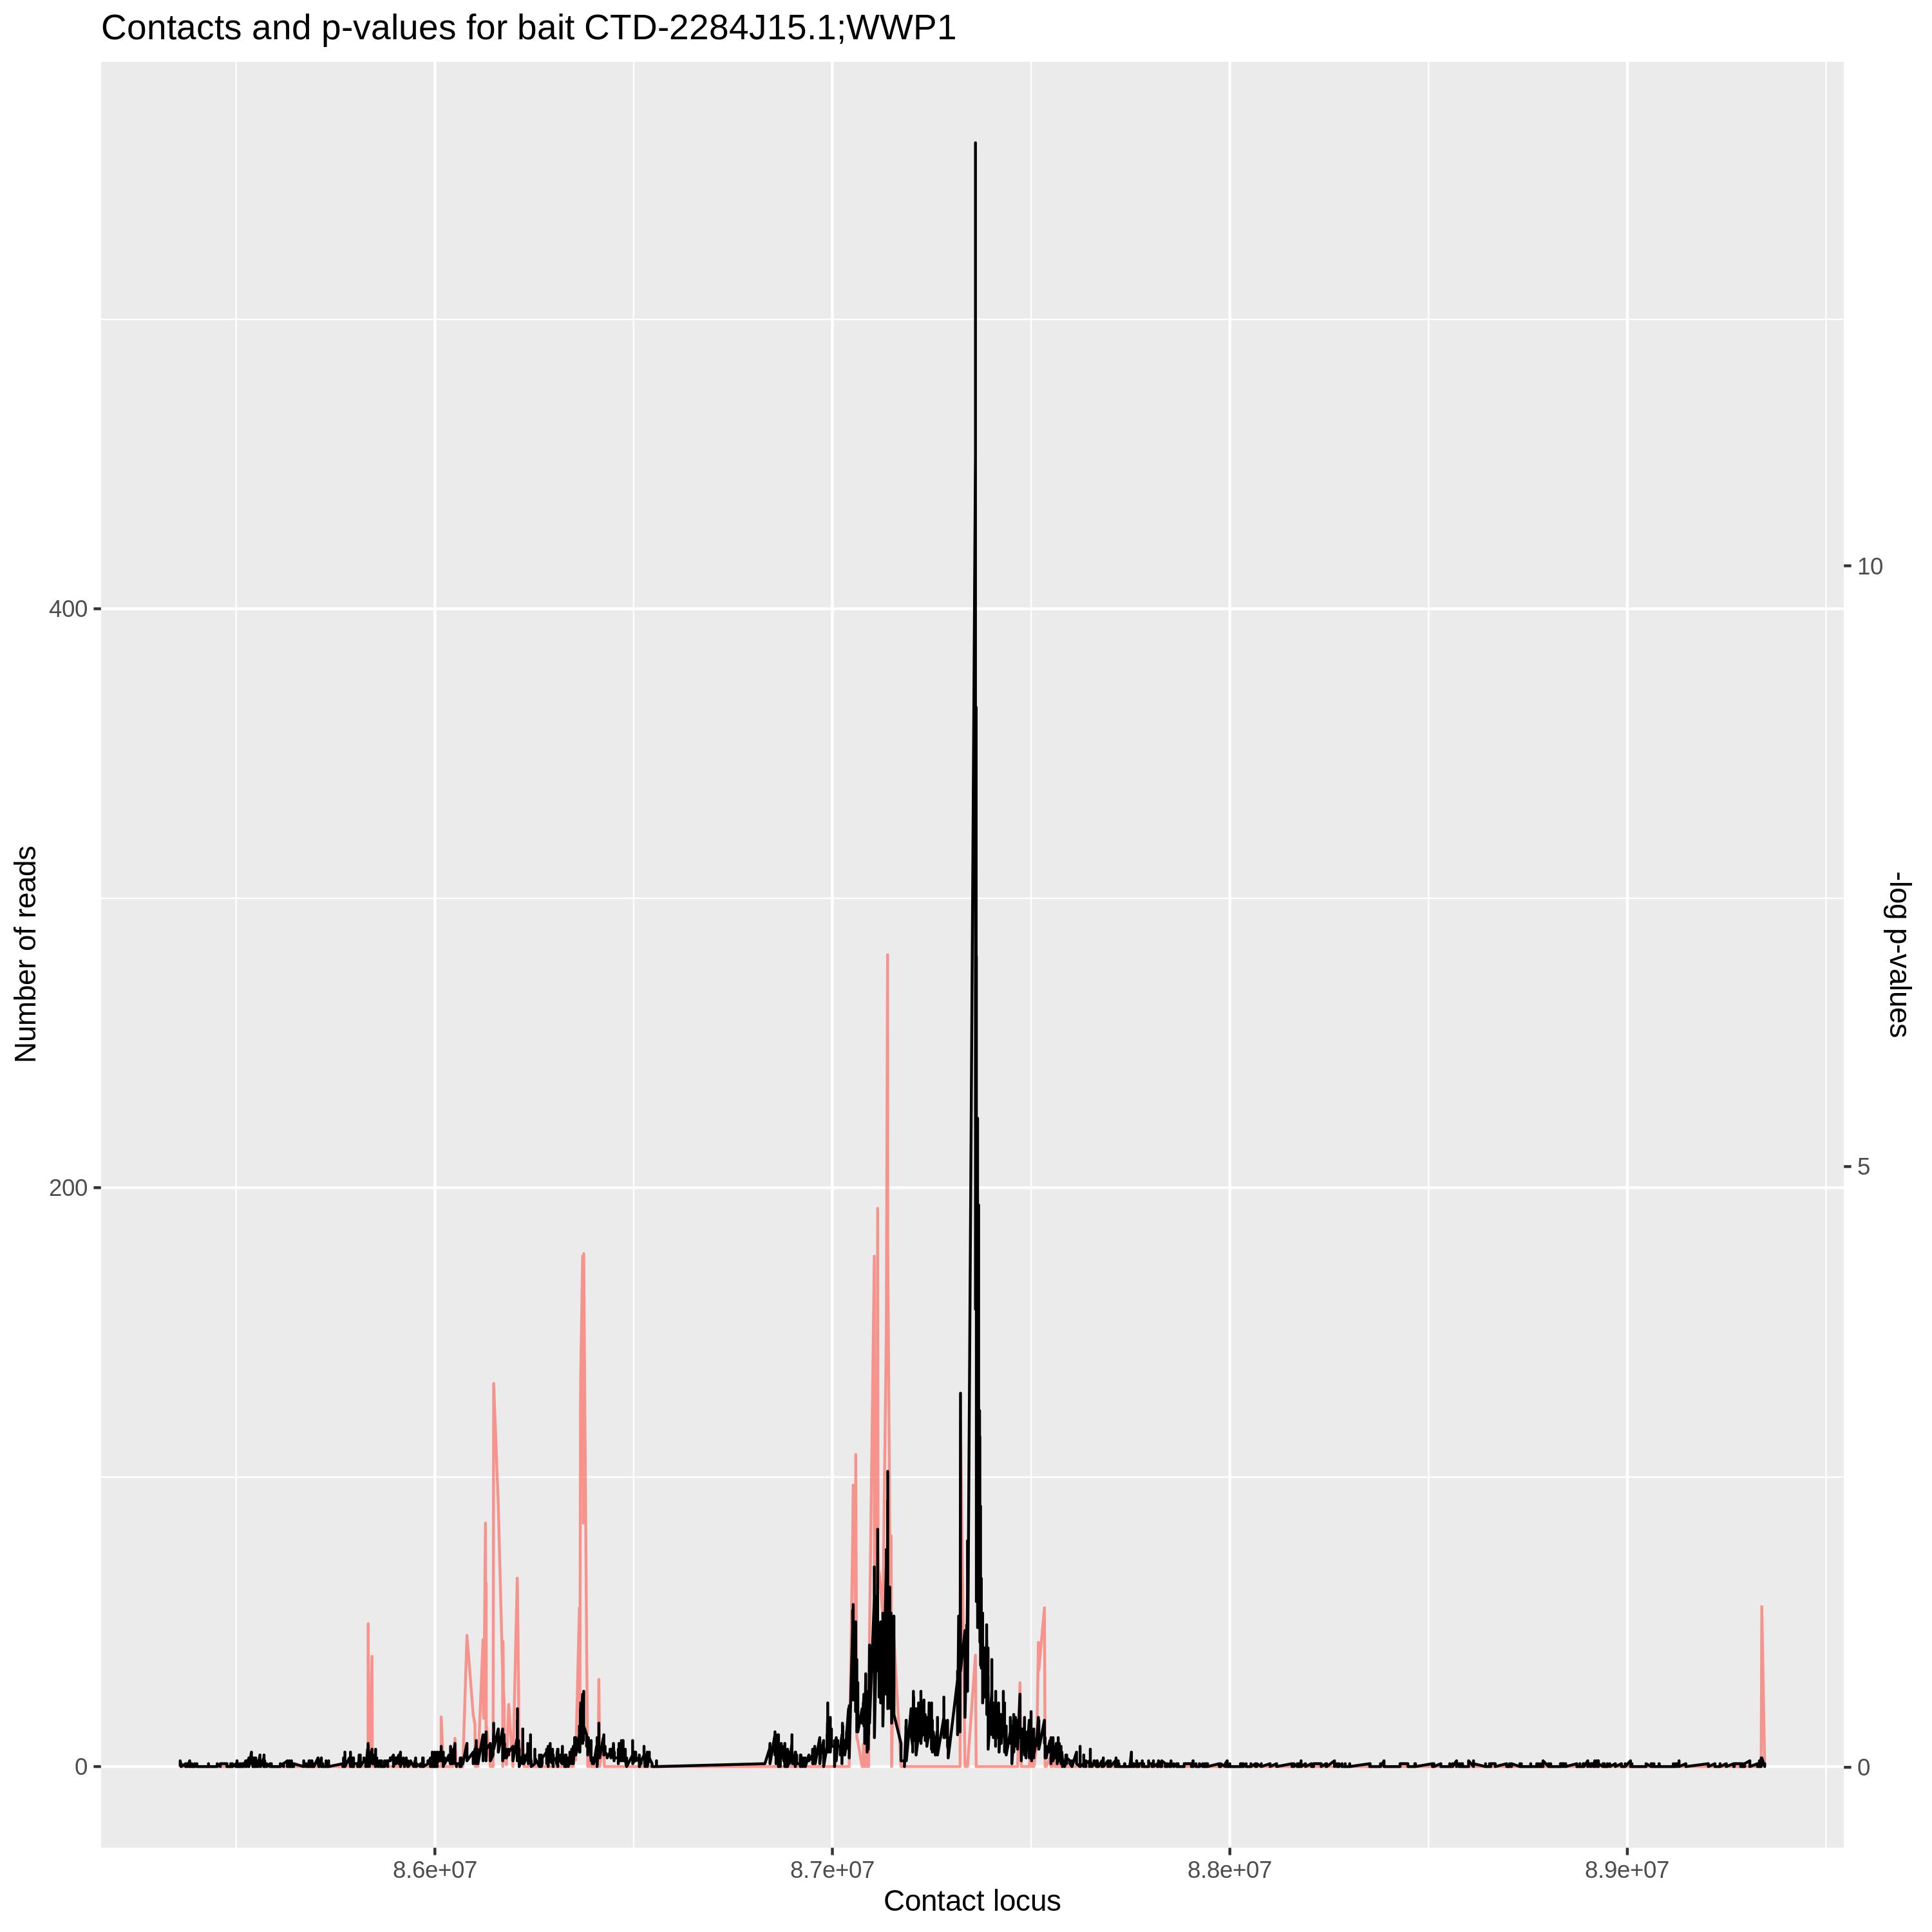 Contacts and p-values for bait CTD-2284J15.1;WWP1
Number of reads
400
200
0
10
5
0
-log p-values
8.6e+07 8.7e+07 8.8e+07 8.9e+07
Contact locus